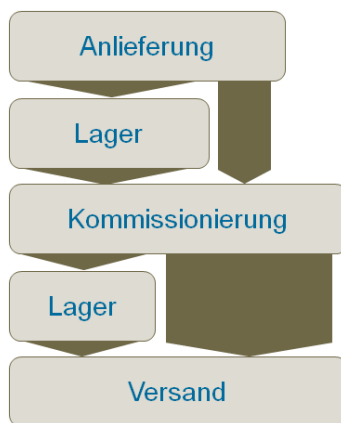 Anlieferung
Lager
Kommissionierung
Lager
Versand